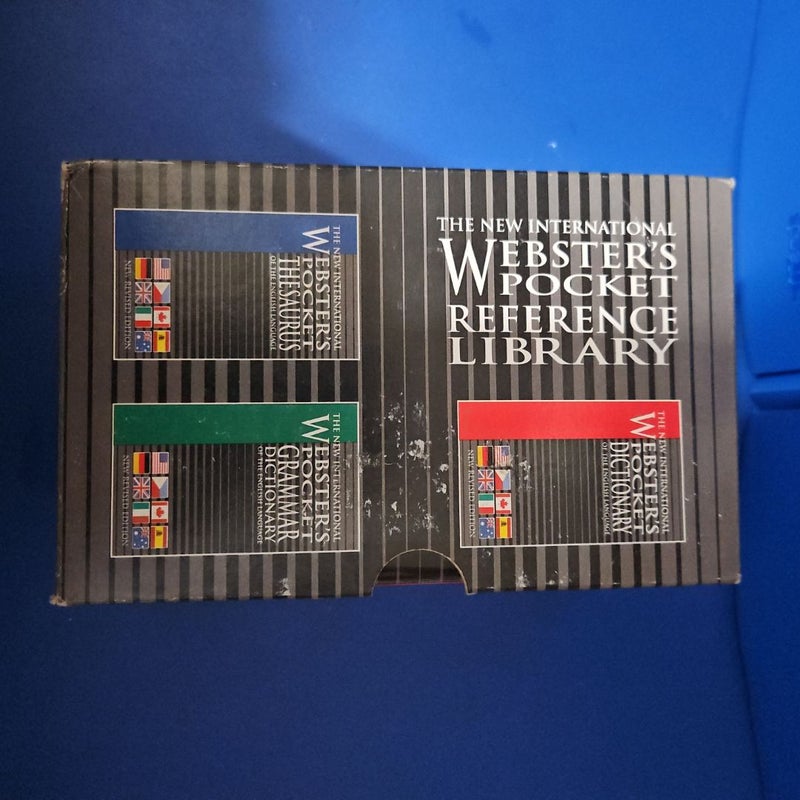 THE NEW INTERNATIONAL
WEBSTER'S
POCKET
REFERENCE
LIBRARY
THE NEW INTERNATIONAL
WEBSTER'S
POCKET
THESAURUS
OF THE ENGLISH LANGUAGE
NEW REVISED EDITION
THE NEW INTERNATIONAL
WEBSTER'S
POCKET
GRAMMAR
DICTIONARY
OF THE ENGLISH LANGUAGE
NEW REVISED EDITION
THE NEW INTERNATIONAL
WEBSTER'S
POCKET
DICTIONARY
OF THE ENGLISH LANGUAGE
NEW REVISED EDITION